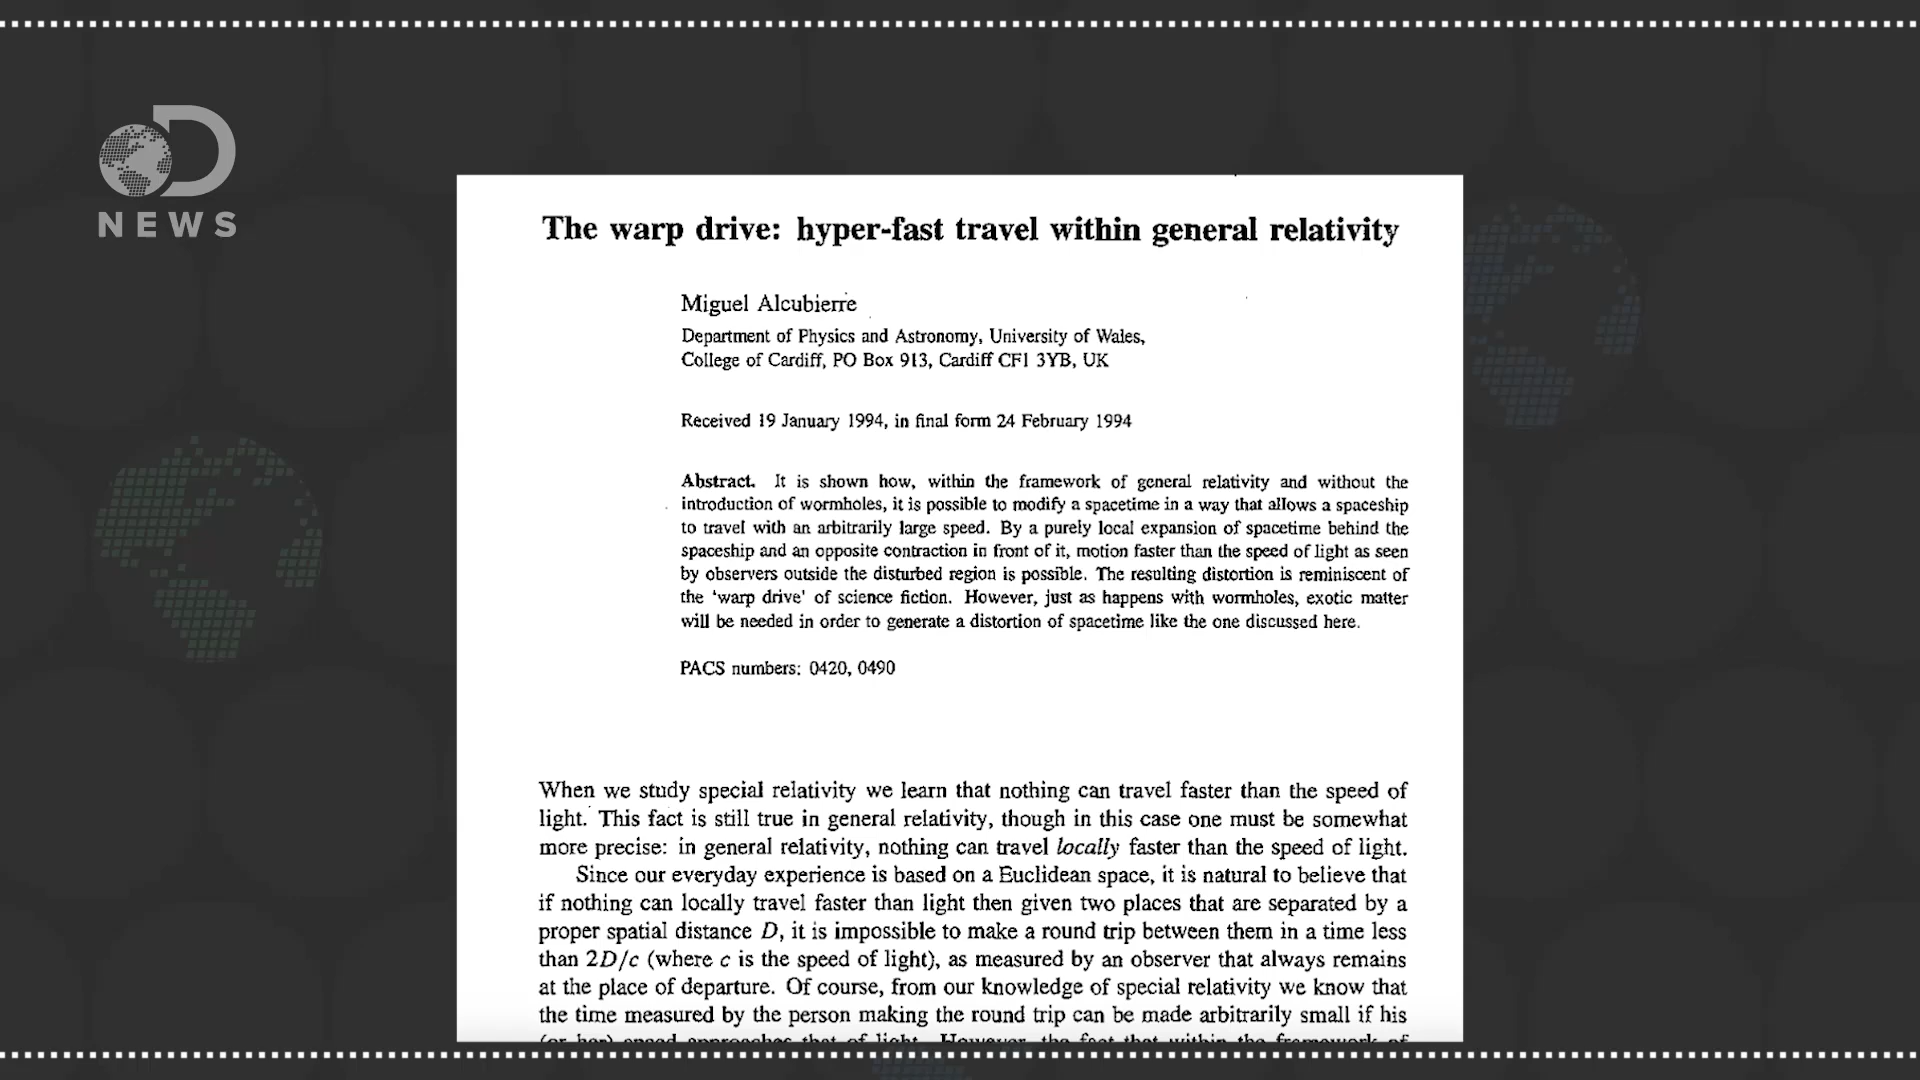 NEWS
The warp drive: hyper-fast travel within general relativity
Miguel Alcubierre
Department of Physics and Astronomy, University of Wales,
College of Cardiff, PO Box 913, Cardiff CF1 3YB, UK
Received 19 January 1994, in final form 24 February 1994
Abstract. It is shown how, within the framework of general relativity and without the
introduction of wormholes, it is possible to modify a spacetime in a way that allows a spaceship
to travel with an arbitrarily large speed. By a purely local expansion of spacetime behind the
spaceship and an opposite contraction in front of it, motion faster than the speed of light as seen
by observers outside the disturbed region is possible. The resulting distortion is reminiscent of
the 'warp drive' of science fiction. However, just as happens with wormholes, exotic matter
will be needed in order to generate a distortion of spacetime like the one discussed here.
PACS numbers: 0420, 0490
When we study special relativity we learn that nothing can travel faster than the speed of
light. This fact is still true in general relativity, though in this case one must be somewhat
more precise: in general relativity, nothing can travel locally faster than the speed of light.
Since our everyday experience is based on a Euclidean space, it is natural to believe that
if nothing can locally travel faster than light then given two places that are separated by a
proper spatial distance D, it is impossible to make a round trip between them in a time less
than 2D/c (where c is the speed of light), as measured by an observer that always remains
at the place of departure. Of course, from our knowledge of special relativity we know that
the time measured by the person making the round trip can be made arbitrarily small if his
(or her) speed approaches that of light. However, the fact that within the framework of